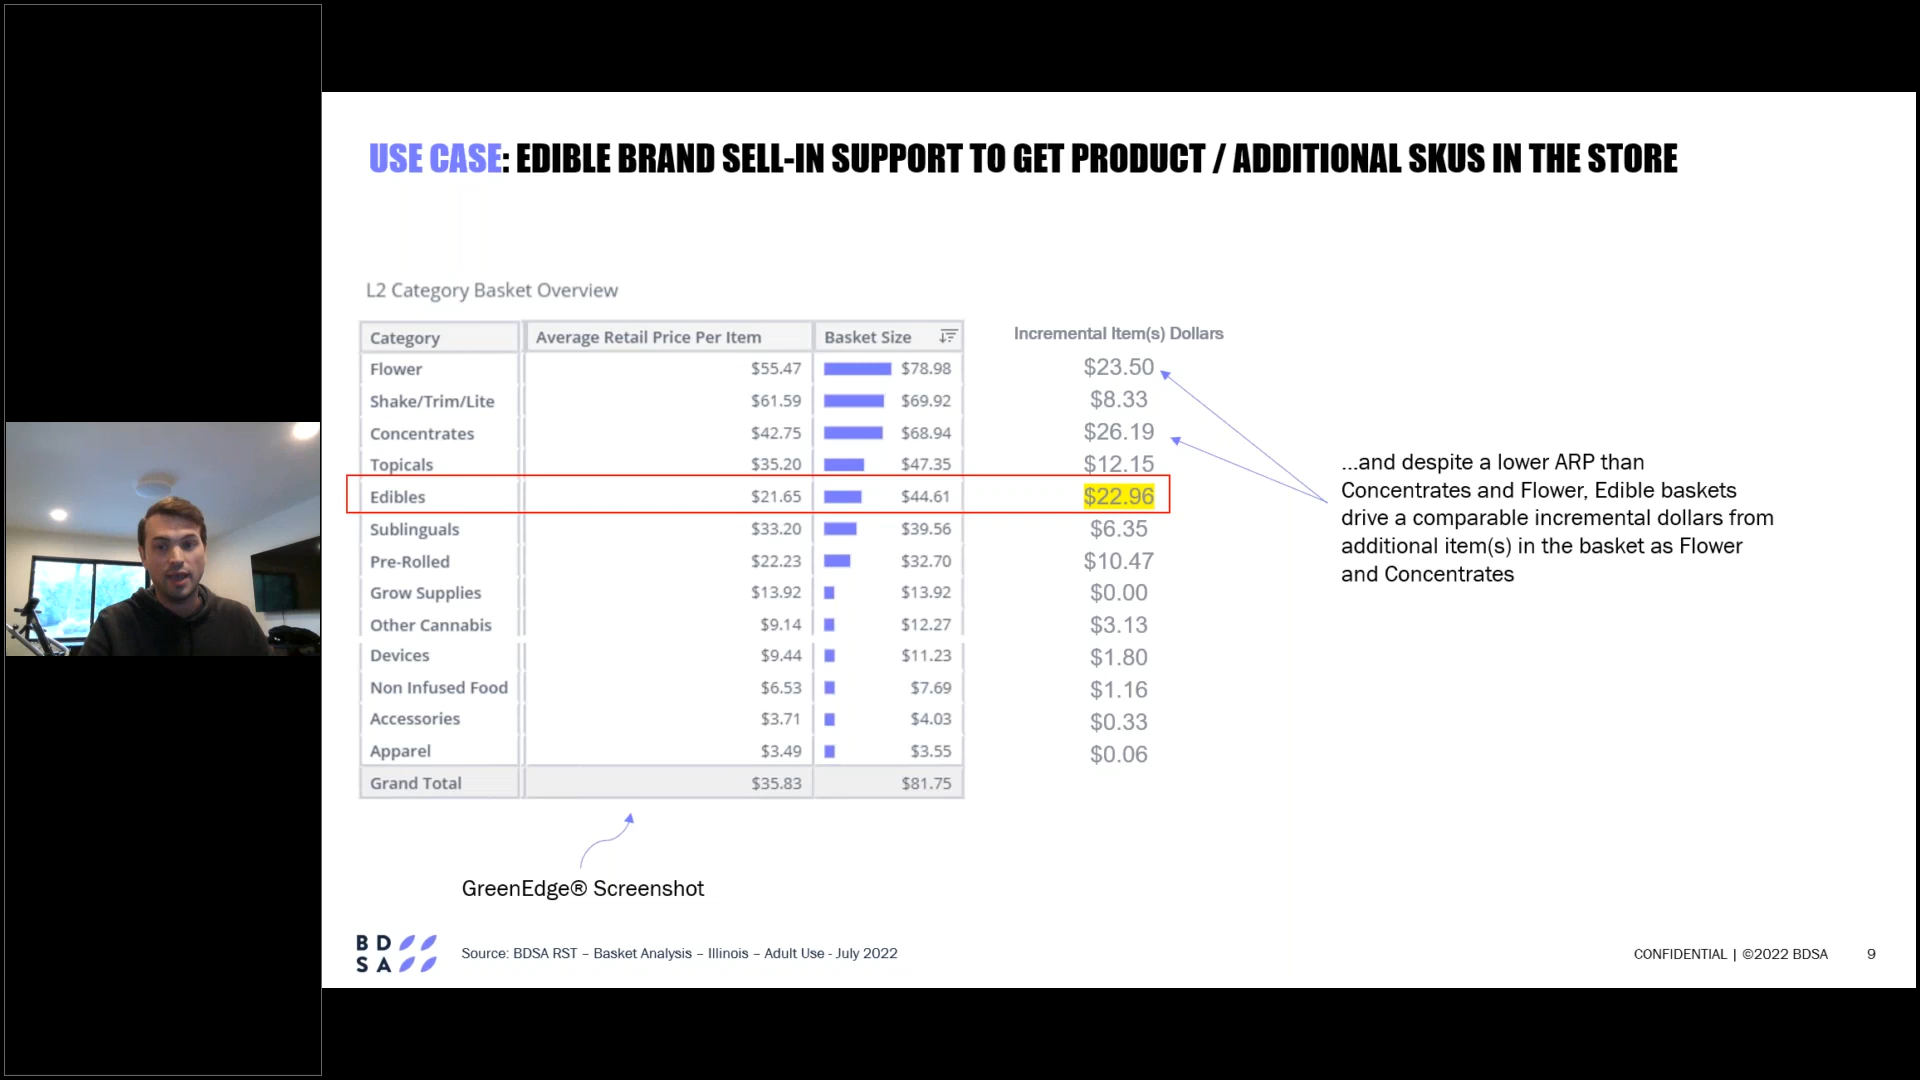 USE CASE: EDIBLE BRAND SELL-IN SUPPORT TO GET PRODUCT / ADDITIONAL SKUS IN THE STORE
L2 Category Basket Overview
Category Average Retail Price Per Item Basket Size Incremental Item(s) Dollars
Flower $55.47 $78.98 $23.50
Shake/Trim/Lite $61.59 $69.92 $8.33
Concentrates $42.75 $68.94 $26.19
Topicals $35.20 $47.35 $12.15
Edibles $21.65 $44.61 $22.96
Sublinguals $33.20 $39.56 $6.35
Pre-Rolled $22.23 $32.70 $10.47
Grow Supplies $13.92 $13.92 $0.00
Other Cannabis $9.14 $12.27 $3.13
Devices $9.44 $11.23 $1.80
Non Infused Food $6.53 $7.69 $1.16
Accessories $3.71 $4.03 $0.33
Apparel $3.49 $3.55 $0.06
Grand Total $35.83 $81.75
...and despite a lower ARP than
Concentrates and Flower, Edible baskets
drive a comparable incremental dollars from
additional item(s) in the basket as Flower
and Concentrates
GreenEdge® Screenshot
BD
SA
Source: BDSA RST – Basket Analysis – Illinois – Adult Use - July 2022
CONFIDENTIAL | ©2022 BDSA 9